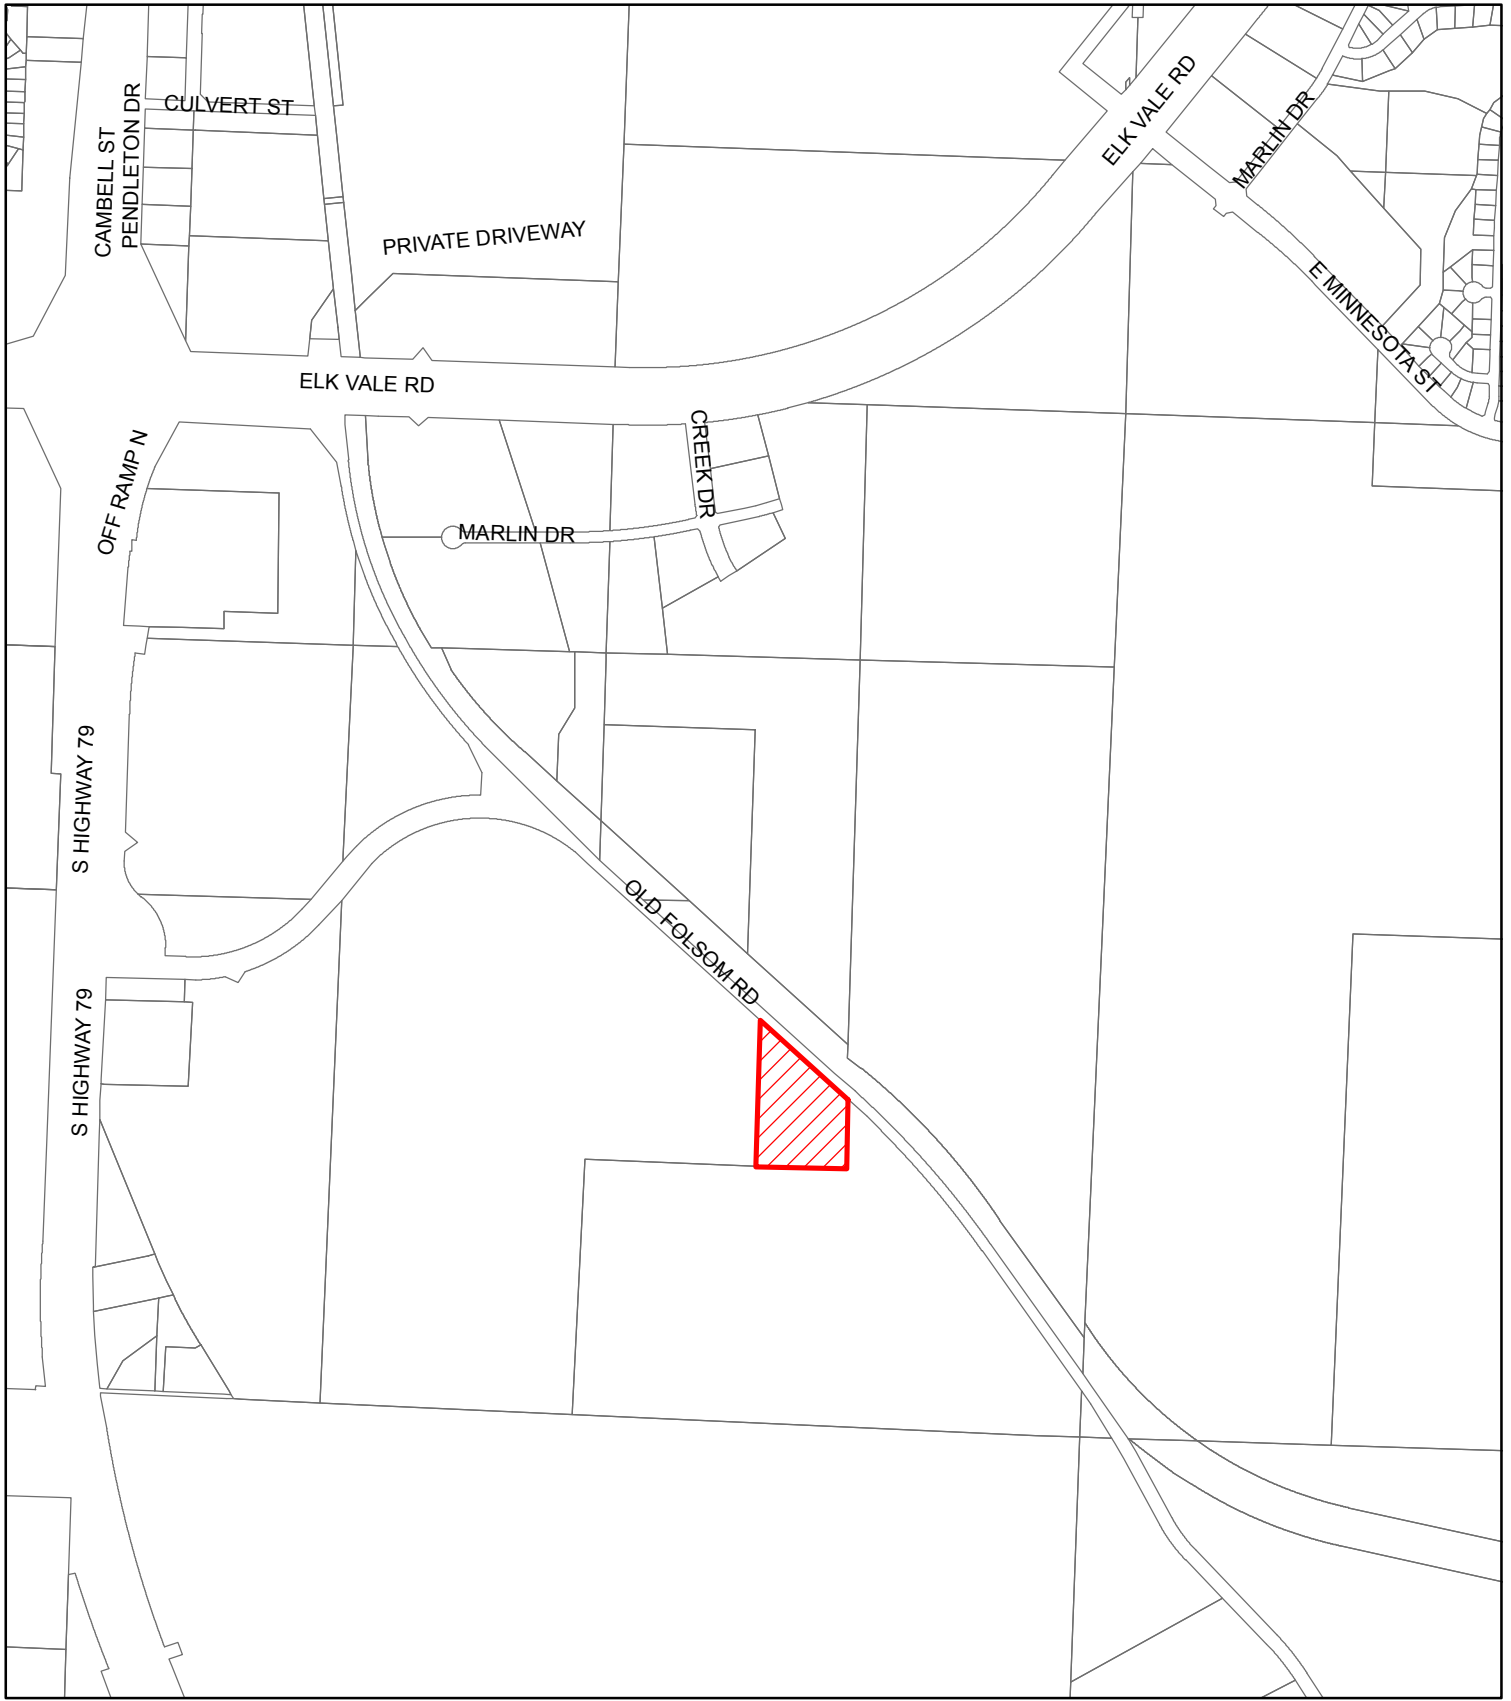 ELK VALE RD
MARLIN DR
CULVERT ST
CAMBELL ST
PENDLETON DR
PRIVATE DRIVEWAY
E MINNESOTA ST
ELK VALE RD
CREEK DR
OFF RAMP N
MARLIN DR
S HIGHWAY 79
OLD FOLSOM RD
S HIGHWAY 79